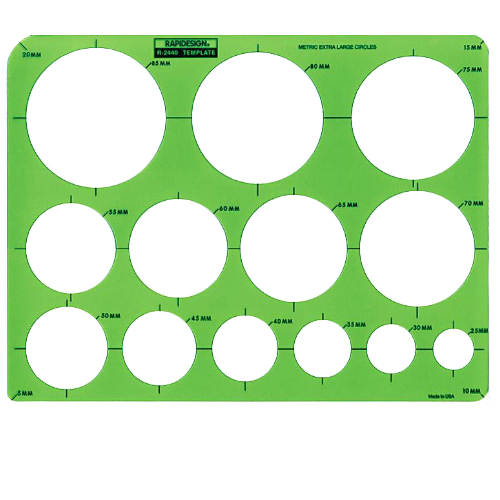 RAPIDESIGN®
R-2440 TEMPLATE
METRIC EXTRA LARGE CIRCLES
15 MM
20 MM
85 MM
80 MM
75 MM
55 MM
60 MM
65 MM
70 MM
50 MM
45 MM
40 MM
35 MM
30 MM
25 MM
5 MM
10 MM
Made In USA